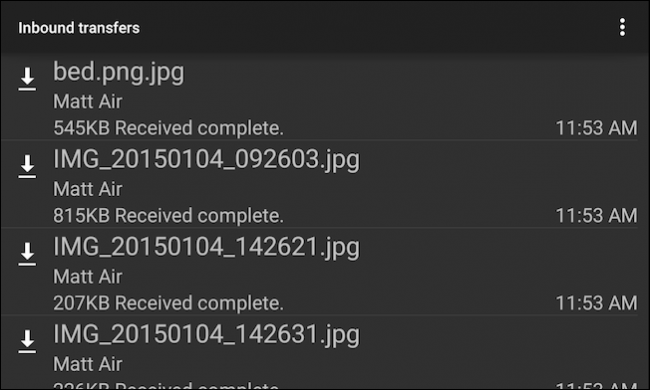 Inbound transfers
bed.png.jpg
Matt Air
545KB Received complete.
11:53 AM
IMG_20150104_092603.jpg
Matt Air
815KB Received complete.
11:53 AM
IMG_20150104_142621.jpg
Matt Air
207KB Received complete.
11:53 AM
IMG_20150104_142631.jpg
Matt Air
Received complete.
11:53 AM